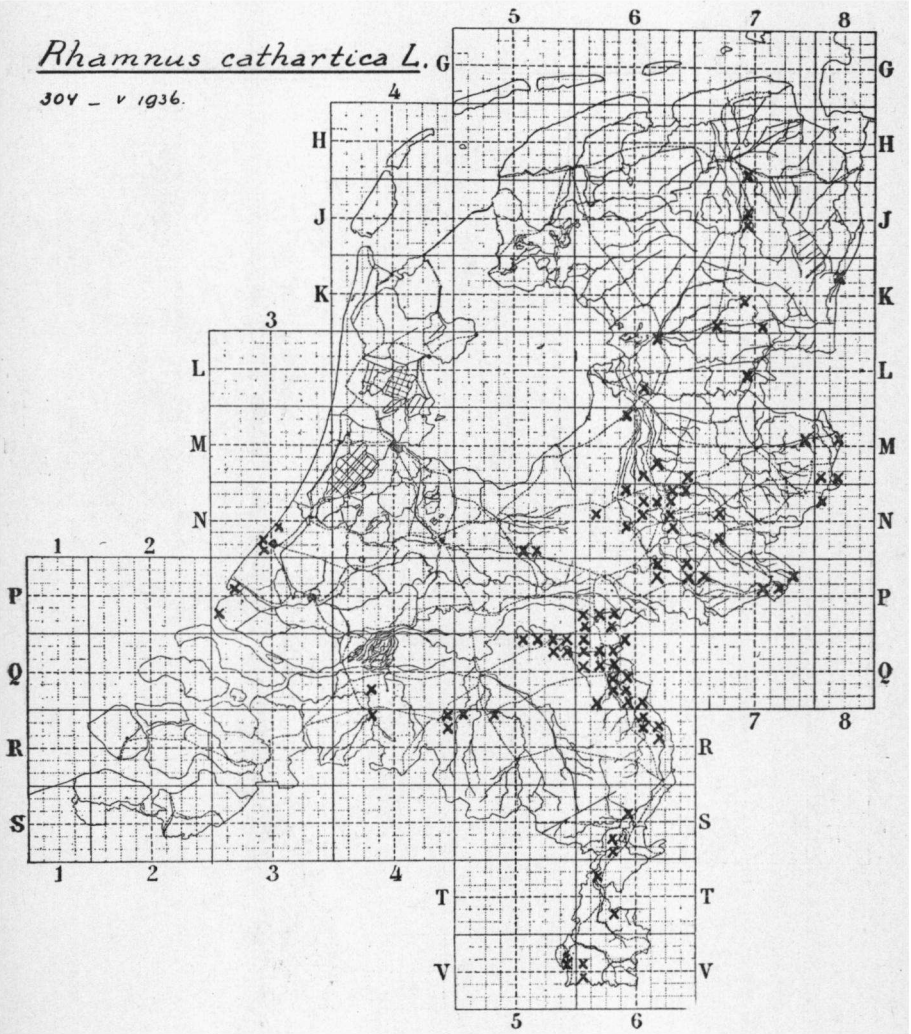 Rhamnus cathartica L.
304 - V 1936.
5 6 7 8
G G
4
H H
J J
K K
3
L L
M M
N N
1 2
P P
Q Q
7 8
R R
S S
1 2 3 4
T T
V V
5 6